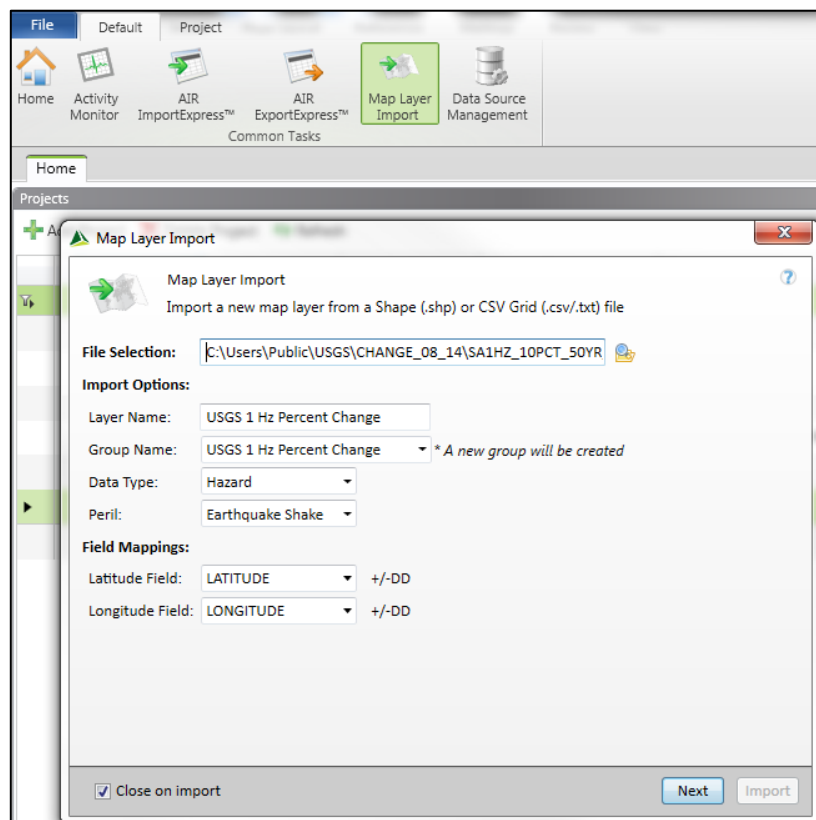 File Default Project
Home Activity Monitor AIR ImportExpress™ AIR ExportExpress™ Map Layer Import Data Source Management
Common Tasks
Home
Projects
Map Layer Import
Map Layer Import
Import a new map layer from a Shape (.shp) or CSV Grid (.csv/.txt) file
File Selection: C:\Users\Public\USGS\CHANGE_08_14\SA1HZ_10PCT_50YR
Import Options:
Layer Name: USGS 1 Hz Percent Change
Group Name: USGS 1 Hz Percent Change * A new group will be created
Data Type: Hazard
Peril: Earthquake Shake
Field Mappings:
Latitude Field: LATITUDE +/-DD
Longitude Field: LONGITUDE +/-DD
Close on import Next Import